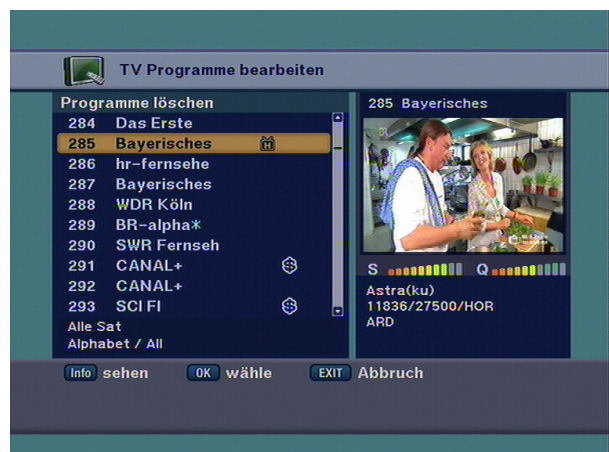 TV Programme bearbeiten
Programme löschen
284 Das Erste
285 Bayerisches
286 hr-fernsehe
287 Bayerisches
288 WDR Köln
289 BR-alpha*
290 SWR Fernseh
291 CANAL+
292 CANAL+
293 SCI FI
Alle Sat
Alphabet / All
285 Bayerisches
BR
S Q
Astra(ku)
11836/27500/HOR
ARD
Info sehen OK wähle EXIT Abbruch